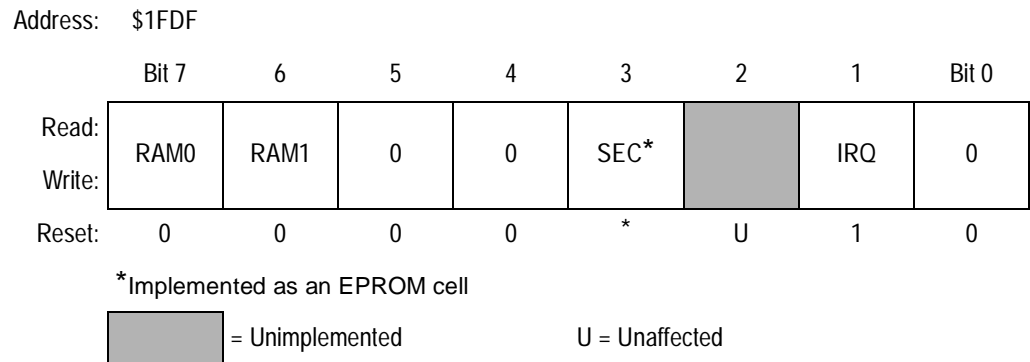 Address: $1FDF
Bit 7 6 5 4 3 2 1 Bit 0
Read:
RAM0 RAM1 0 0 SEC* IRQ 0
Write:
Reset: 0 0 0 0 * U 1 0
*Implemented as an EPROM cell
= Unimplemented U = Unaffected